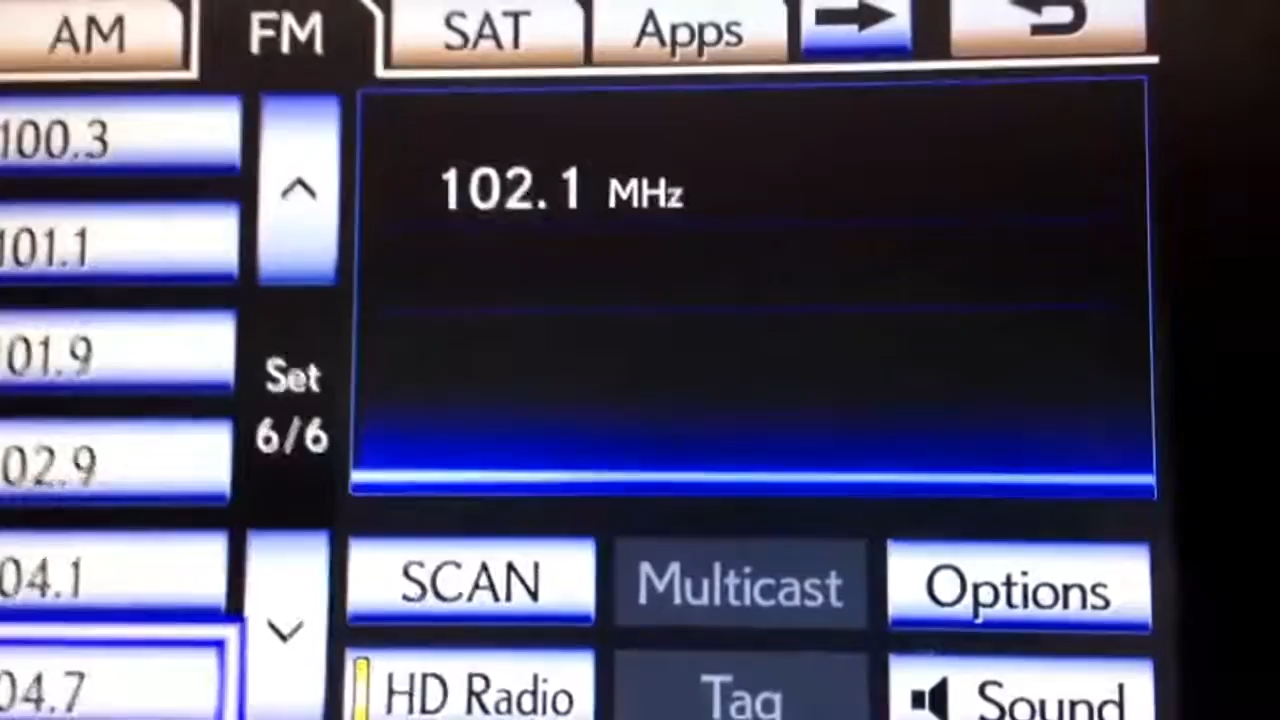 AM FM SAT Apps
100.3
101.1
01.9
02.9
04.1
04.7
Set
6/6
102.1 MHz
SCAN Multicast Options
HD Radio Tag Sound